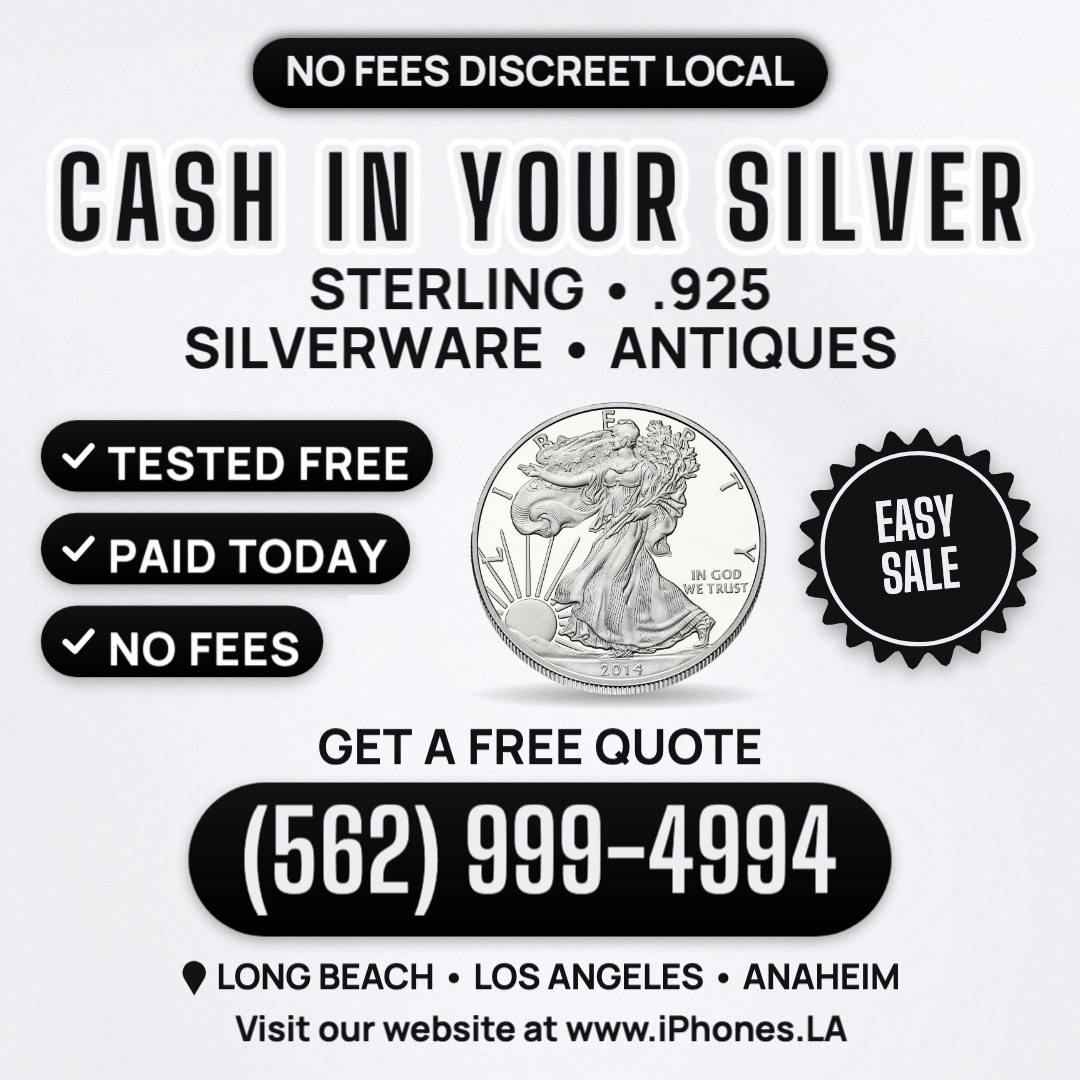 NO FEES DISCREET LOCAL
CASH IN YOUR SILVER
STERLING • .925
SILVERWARE • ANTIQUES
✓ TESTED FREE
✓ PAID TODAY
✓ NO FEES
LIBERTY
IN GOD
WE TRUST
2014
EASY
SALE
GET A FREE QUOTE
(562) 999-4994
LONG BEACH • LOS ANGELES • ANAHEIM
Visit our website at www.iPhones.LA